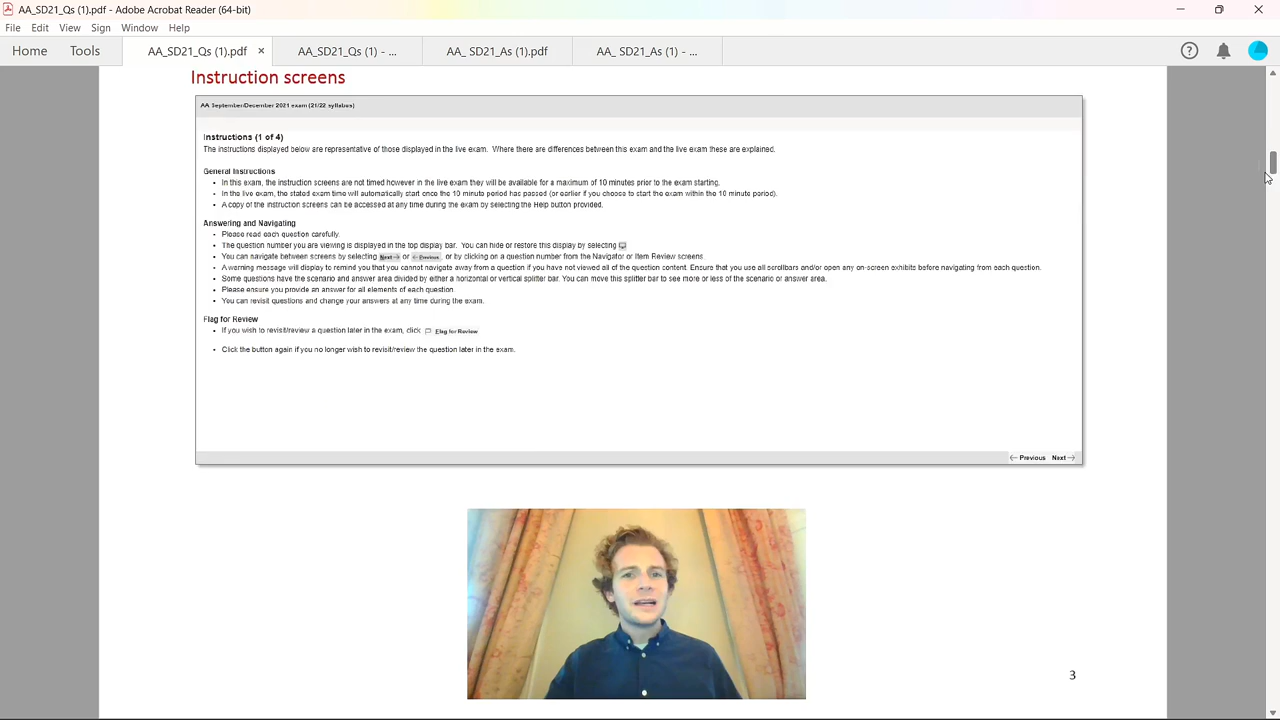 AA_SD21_Qs (1).pdf - Adobe Acrobat Reader (64-bit)
File Edit View Sign Window Help
Home Tools AA_SD21_Qs (1).pdf × AA_SD21_Qs (1) - ... AA_ SD21_As (1).pdf AA_ SD21_As (1) - ...
Instruction screens
AA September/December 2021 exam (21/22 syllabus)
Instructions (1 of 4)
The instructions displayed below are representative of those displayed in the live exam. Where there are differences between this exam and the live exam these are explained.
General Instructions
• In this exam, the instruction screens are not timed however in the live exam they will be available for a maximum of 10 minutes prior to the exam starting.
• In the live exam, the stated exam time will automatically start once the 10 minute period has passed (or earlier if you choose to start the exam within the 10 minute period).
• A copy of the instruction screens can be accessed at any time during the exam by selecting the Help button provided.
Answering and Navigating
• Please read each question carefully.
• The question number you are viewing is displayed in the top display bar. You can hide or restore this display by selecting
• You can navigate between screens by selecting Next → or ← Previous, or by clicking on a question number from the Navigator or Item Review screens.
• A warning message will display to remind you that you cannot navigate away from a question if you have not viewed all of the question content. Ensure that you use all scrollbars and/or open any on-screen exhibits before navigating from each question.
• Some questions have the scenario and answer area divided by either a horizontal or vertical splitter bar. You can move this splitter bar to see more or less of the scenario or answer area.
• Please ensure you provide an answer for all elements of each question.
• You can revisit questions and change your answers at any time during the exam.
Flag for Review
• If you wish to revisit/review a question later in the exam, click Flag for Review
• Click the button again if you no longer wish to revisit/review the question later in the exam.
← Previous Next →
3